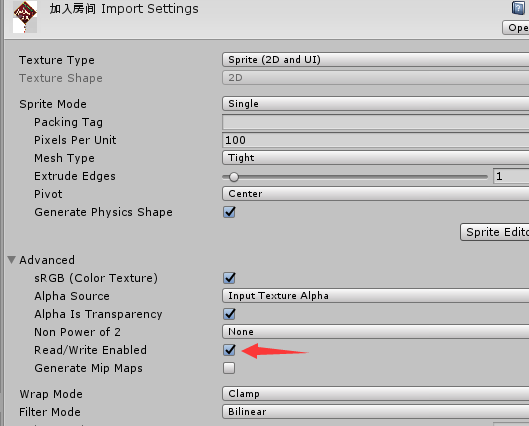 加入房间 Import Settings
Ope
Texture Type Sprite (2D and UI)
Texture Shape 2D
Sprite Mode Single
Packing Tag
Pixels Per Unit 100
Mesh Type Tight
Extrude Edges 1
Pivot Center
Generate Physics Shape
Sprite Edito
Advanced
sRGB (Color Texture)
Alpha Source Input Texture Alpha
Alpha Is Transparency
Non Power of 2 None
Read/Write Enabled
Generate Mip Maps
Wrap Mode Clamp
Filter Mode Bilinear